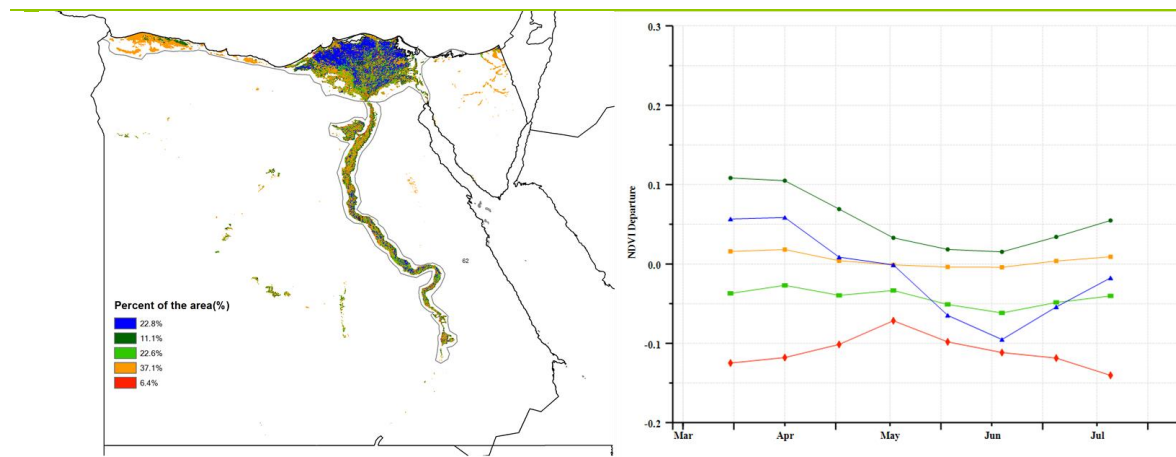 Percent of the area(%)
22.8%
11.1%
22.6%
37.1%
6.4%
62
NDVI Departure
0.3
0.2
0.1
0.0
-0.1
-0.2
Mar
Apr
May
Jun
Jul